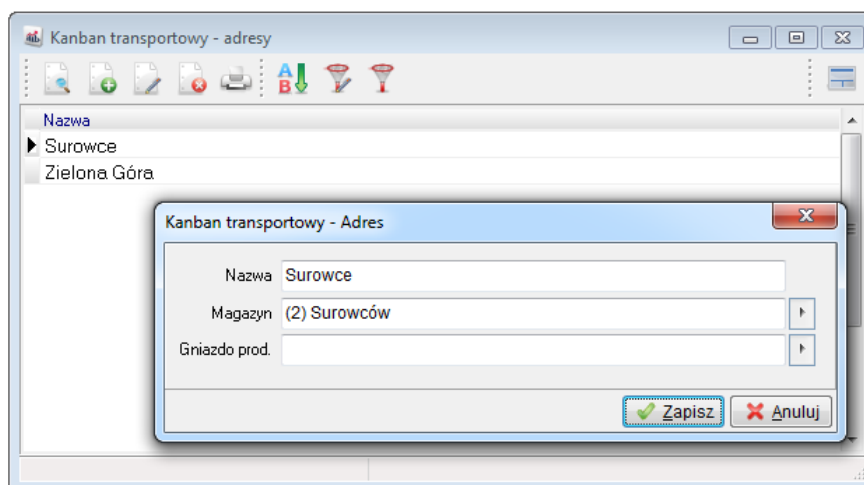 Kanban transportowy - adresy
A
B
Nazwa
Surowce
Zielona Góra
Kanban transportowy - Adres
Nazwa Surowce
Magazyn (2) Surowców
Gniazdo prod.
Zapisz Anuluj